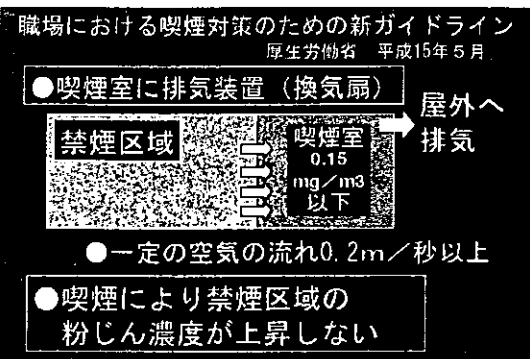 職場における喫煙対策のための新ガイドライン
厚生労働省 平成15年5月
●喫煙室に排気装置（換気扇）
屋外へ
排気
禁煙区域
喫煙室
0.15
mg／m3
以下
●一定の空気の流れ0.2m／秒以上
●喫煙により禁煙区域の
粉じん濃度が上昇しない